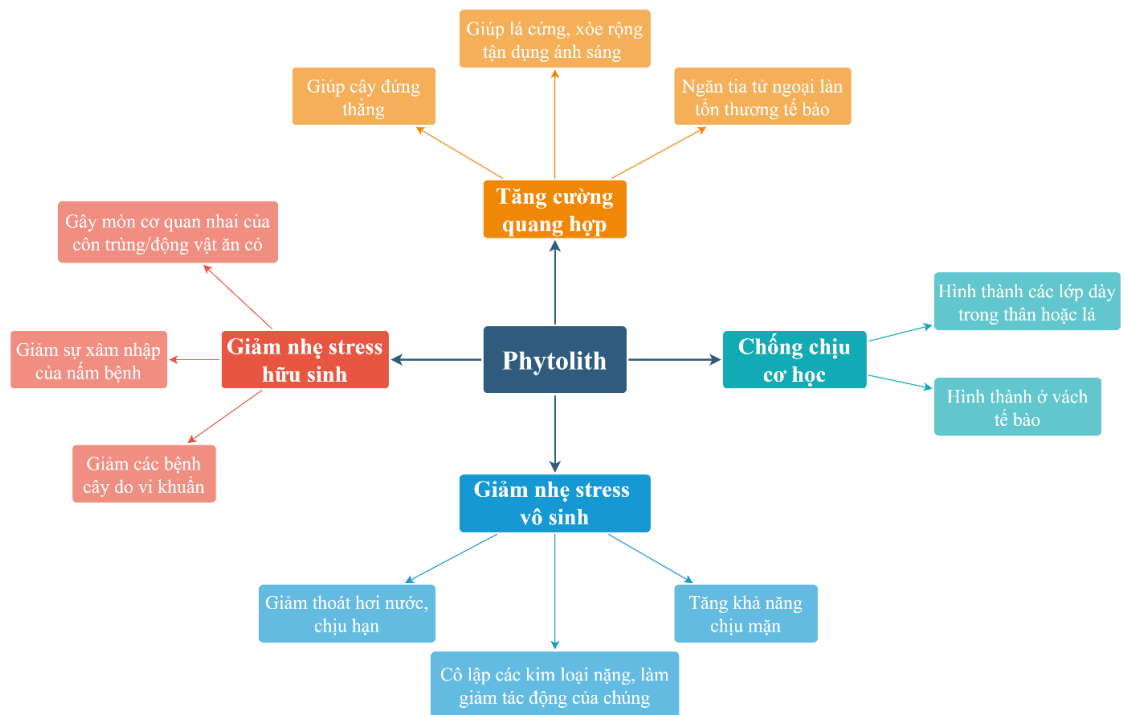 Giúp lá cứng, xòe rộng
tận dụng ánh sáng
Giúp cây đứng
thẳng
Ngăn tia tử ngoại làn
tổn thương tế bào
Tăng cường
quang hợp
Gây mòn cơ quan nhai của
côn trùng/động vật ăn cỏ
Giảm sự xâm nhập
của nấm bệnh
Giảm các bệnh
cây do vi khuẩn
Giảm nhẹ stress
hữu sinh
Phytolith
Chống chịu
cơ học
Hình thành các lớp dày
trong thân hoặc lá
Hình thành ở vách
tế bào
Giảm nhẹ stress
vô sinh
Giảm thoát hơi nước,
chịu hạn
Cô lập các kim loại nặng, làm
giảm tác động của chúng
Tăng khả năng
chịu mặn